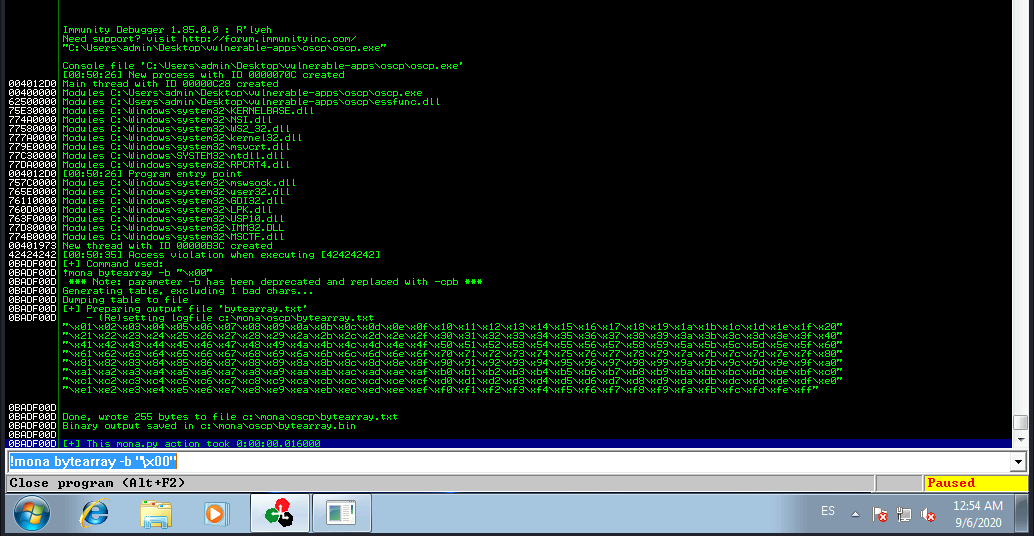 Immunity Debugger 1.85.0.0 : R'lyeh
Need support? visit http://forum.immunityinc.com/
"C:\Users\admin\Desktop\vulnerable-apps\oscp\oscp.exe"
Console file 'C:\Users\admin\Desktop\vulnerable-apps\oscp\oscp.exe'
[00:50:26] New process with ID 0000070C created
004012D0 Main thread with ID 00000C28 created
00400000 Modules C:\Users\admin\Desktop\vulnerable-apps\oscp\oscp.exe
62500000 Modules C:\Users\admin\Desktop\vulnerable-apps\oscp\essfunc.dll
75E30000 Modules C:\Windows\system32\KERNELBASE.dll
774A0000 Modules C:\Windows\system32\NSI.dll
77580000 Modules C:\Windows\system32\WS2_32.dll
777A0000 Modules C:\Windows\system32\kernel32.dll
779E0000 Modules C:\Windows\system32\msvcrt.dll
77C30000 Modules C:\Windows\SYSTEM32\ntdll.dll
77DA0000 Modules C:\Windows\system32\RPCRT4.dll
004012D0 [00:50:26] Program entry point
757C0000 Modules C:\Windows\system32\mswsock.dll
765E0000 Modules C:\Windows\system32\user32.dll
76110000 Modules C:\Windows\system32\GDI32.dll
760D0000 Modules C:\Windows\system32\LPK.dll
763F0000 Modules C:\Windows\system32\USP10.dll
77D80000 Modules C:\Windows\system32\IMM32.DLL
774B0000 Modules C:\Windows\system32\MSCTF.dll
00401973 New thread with ID 00000B3C created
42424242 [00:50:35] Access violation when executing [42424242]
0BADF00D [+] Command used:
0BADF00D !mona bytearray -b "\x00"
0BADF00D *** Note: parameter -b has been deprecated and replaced with -cpb ***
0BADF00D Generating table, excluding 1 bad chars...
0BADF00D Dumping table to file
0BADF00D [+] Preparing output file 'bytearray.txt'
0BADF00D - (Re)setting logfile c:\mona\oscp\bytearray.txt
"\x01\x02\x03\x04\x05\x06\x07\x08\x09\x0a\x0b\x0c\x0d\x0e\x0f\x10\x11\x12\x13\x14\x15\x16\x17\x18\x19\x1a\x1b\x1c\x1d\x1e\x1f\x20"
"\x21\x22\x23\x24\x25\x26\x27\x28\x29\x2a\x2b\x2c\x2d\x2e\x2f\x30\x31\x32\x33\x34\x35\x36\x37\x38\x39\x3a\x3b\x3c\x3d\x3e\x3f\x40"
"\x41\x42\x43\x44\x45\x46\x47\x48\x49\x4a\x4b\x4c\x4d\x4e\x4f\x50\x51\x52\x53\x54\x55\x56\x57\x58\x59\x5a\x5b\x5c\x5d\x5e\x5f\x60"
"\x61\x62\x63\x64\x65\x66\x67\x68\x69\x6a\x6b\x6c\x6d\x6e\x6f\x70\x71\x72\x73\x74\x75\x76\x77\x78\x79\x7a\x7b\x7c\x7d\x7e\x7f\x80"
"\x81\x82\x83\x84\x85\x86\x87\x88\x89\x8a\x8b\x8c\x8d\x8e\x8f\x90\x91\x92\x93\x94\x95\x96\x97\x98\x99\x9a\x9b\x9c\x9d\x9e\x9f\xa0"
"\xa1\xa2\xa3\xa4\xa5\xa6\xa7\xa8\xa9\xaa\xab\xac\xad\xae\xaf\xb0\xb1\xb2\xb3\xb4\xb5\xb6\xb7\xb8\xb9\xba\xbb\xbc\xbd\xbe\xbf\xc0"
"\xc1\xc2\xc3\xc4\xc5\xc6\xc7\xc8\xc9\xca\xcb\xcc\xcd\xce\xcf\xd0\xd1\xd2\xd3\xd4\xd5\xd6\xd7\xd8\xd9\xda\xdb\xdc\xdd\xde\xdf\xe0"
"\xe1\xe2\xe3\xe4\xe5\xe6\xe7\xe8\xe9\xea\xeb\xec\xed\xee\xef\xf0\xf1\xf2\xf3\xf4\xf5\xf6\xf7\xf8\xf9\xfa\xfb\xfc\xfd\xfe\xff"
0BADF00D
0BADF00D Done, wrote 255 bytes to file c:\mona\oscp\bytearray.txt
0BADF00D Binary output saved in c:\mona\oscp\bytearray.bin
0BADF00D
0BADF00D [+] This mona.py action took 0:00:00.016000
!mona bytearray -b "\x00"
Close program (Alt+F2)
Paused
ES
12:54 AM
9/6/2020